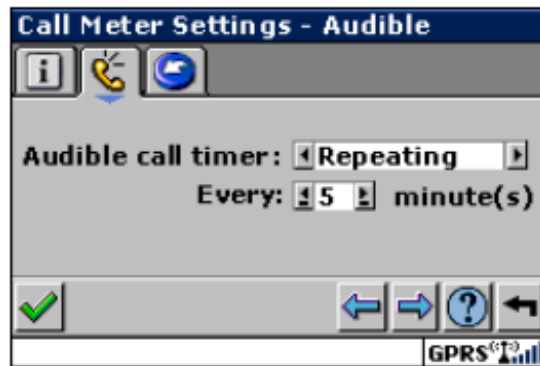 Call Meter Settings - Audible
i
Audible call timer: Repeating
Every: 5 minute(s)
?
GPRS